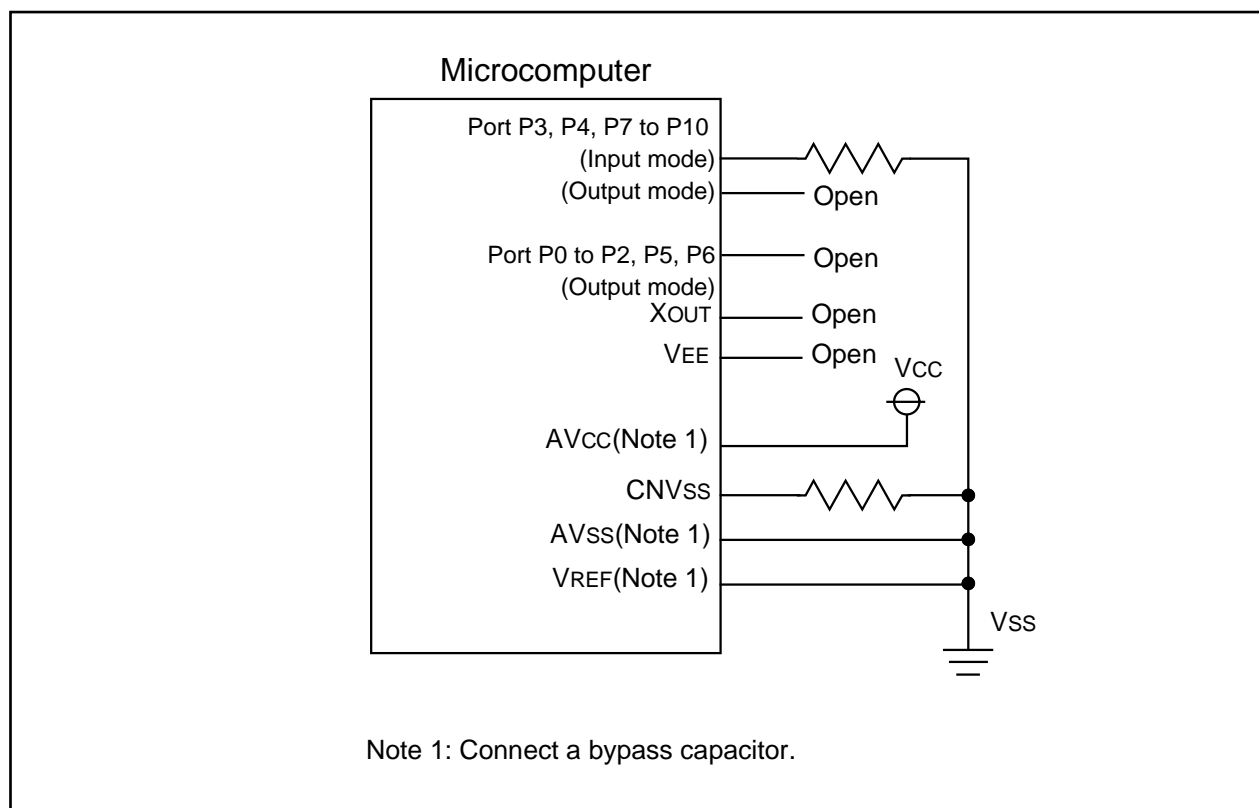 Microcomputer
Port P3, P4, P7 to P10
(Input mode)
(Output mode)
Open
Port P0 to P2, P5, P6
Open
(Output mode)
XOUT
Open
VEE
Open
VCC
AVCC(Note 1)
CNVSS
AVSS(Note 1)
VREF(Note 1)
VSS
Note 1: Connect a bypass capacitor.